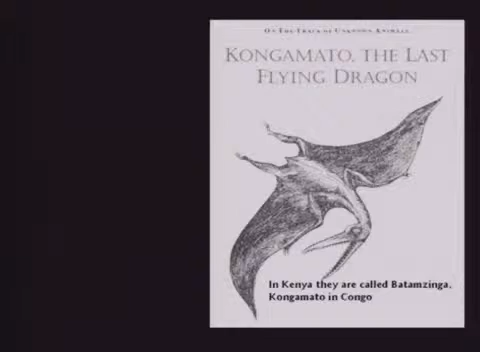 ON THE TRACK OF UNKNOWN ANIMALS
KONGAMATO, THE LAST
FLYING DRAGON
In Kenya they are called Batamzinga,
Kongamato in Congo